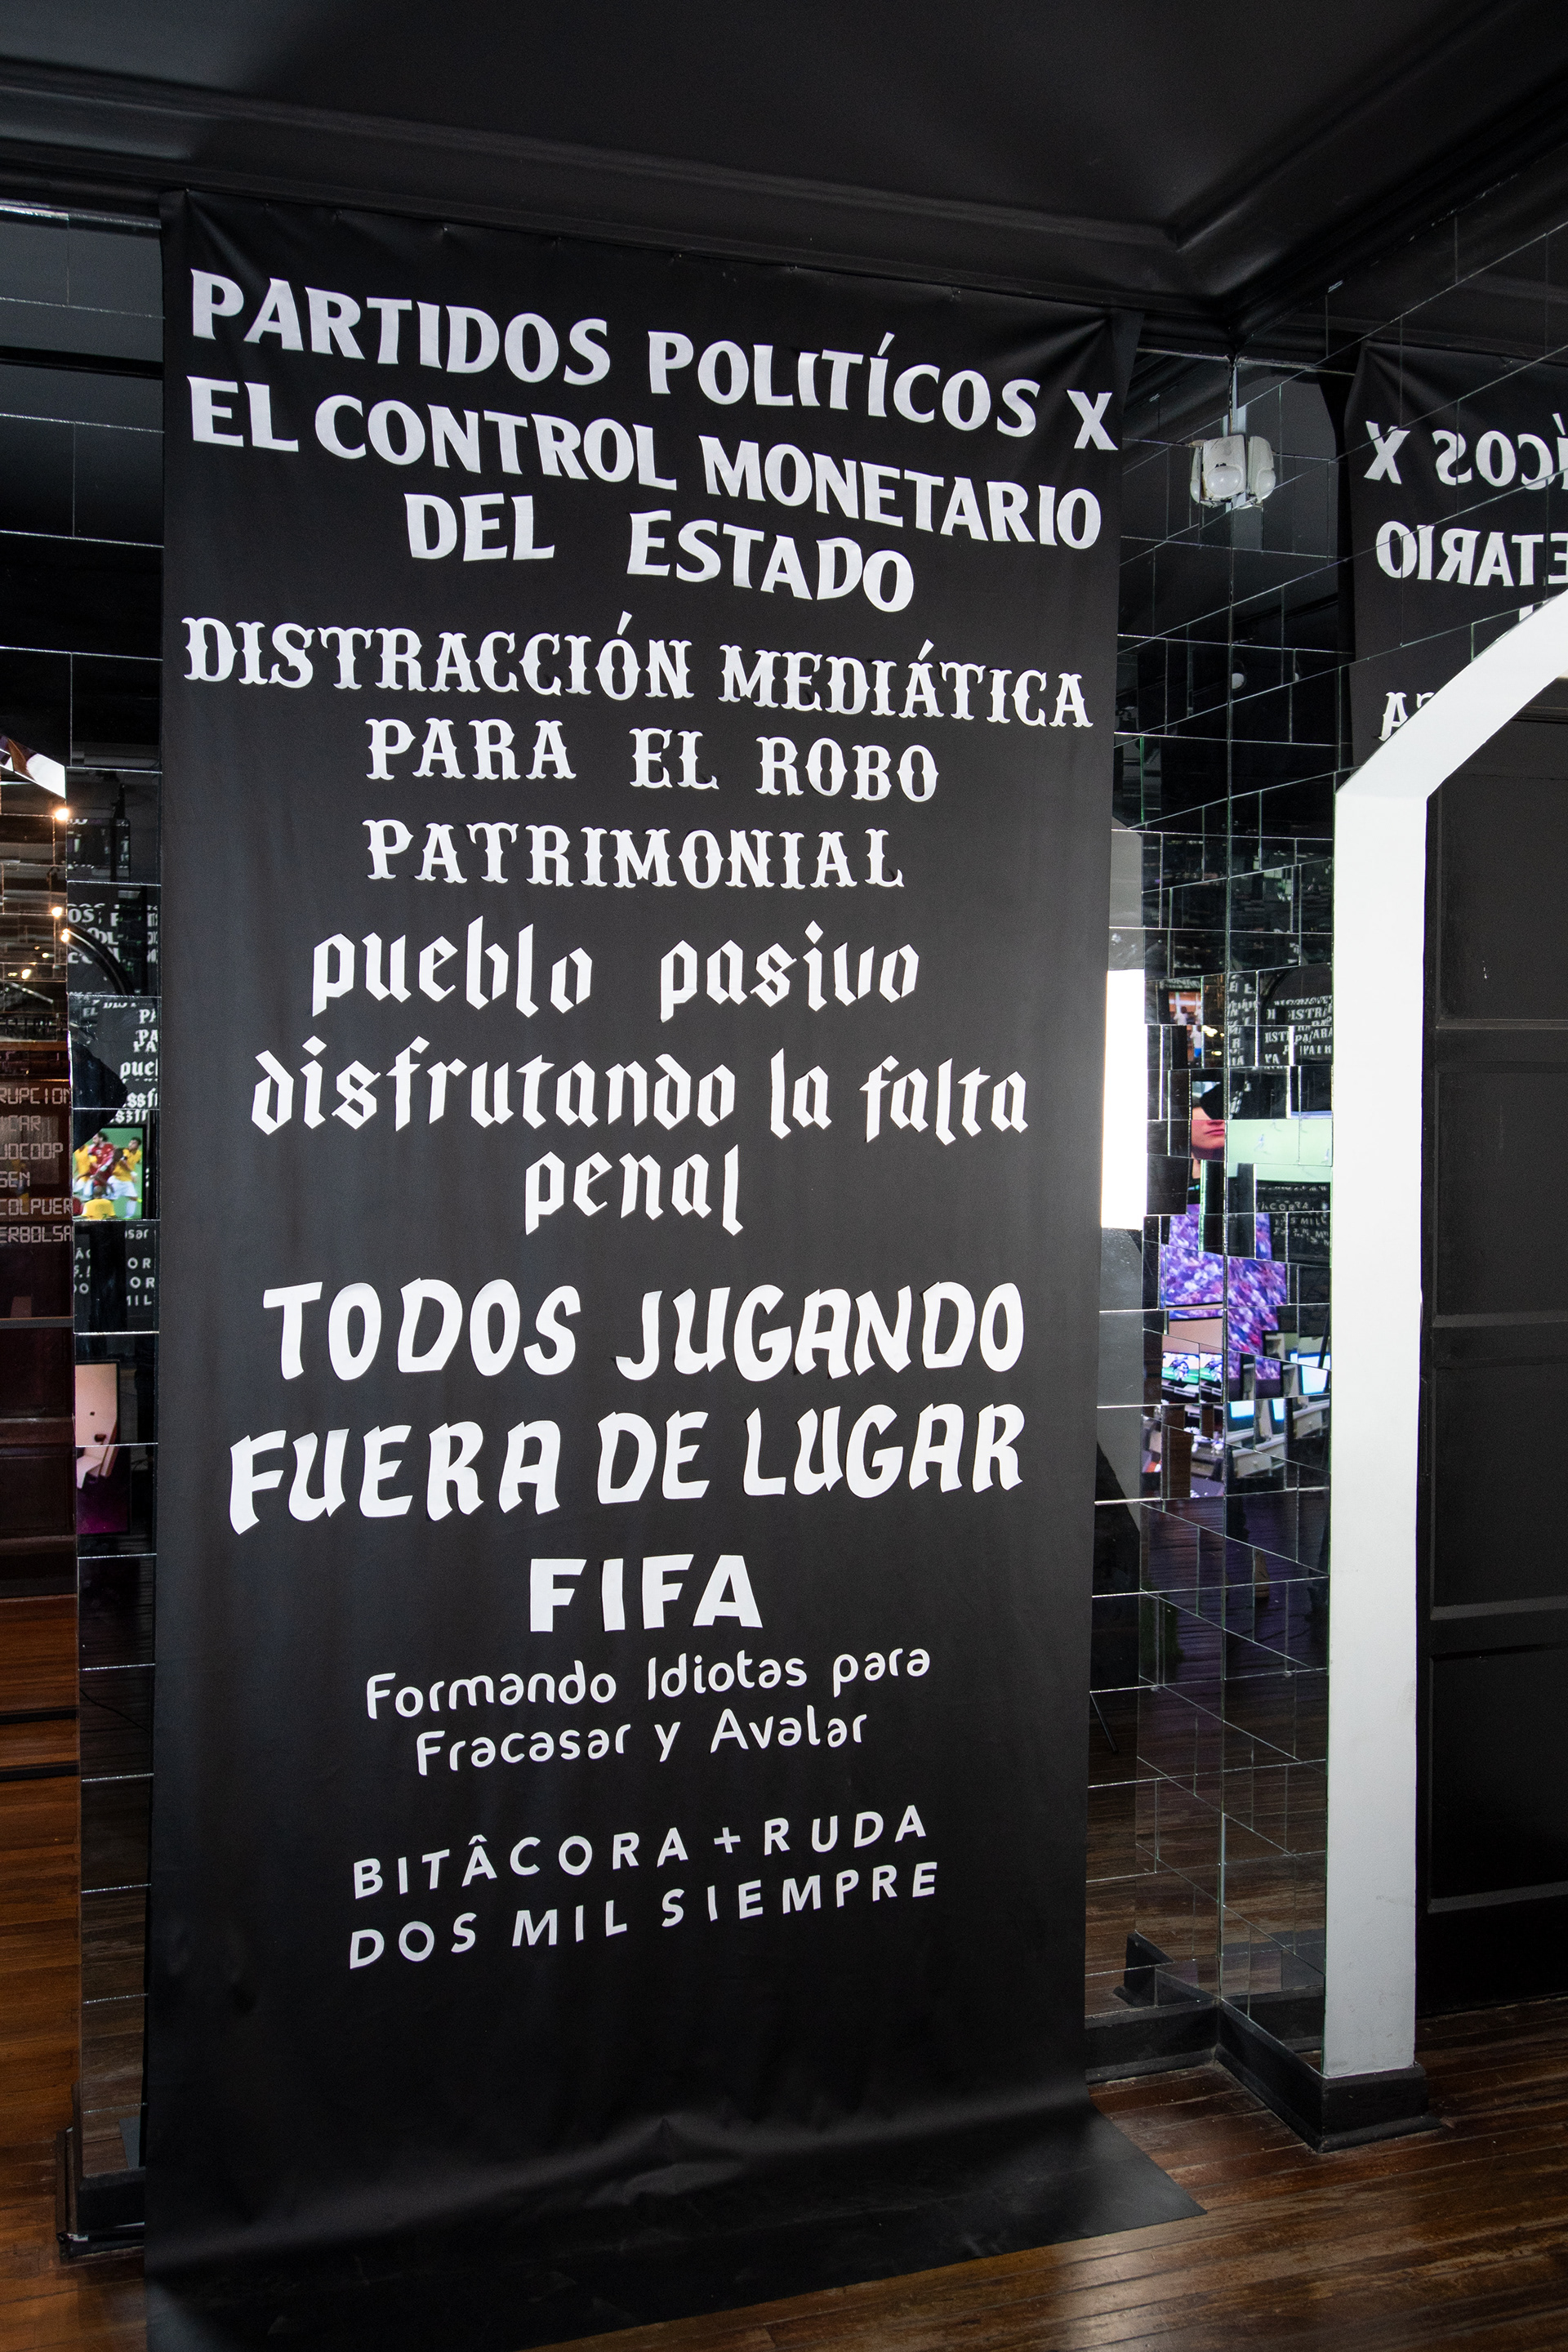 PARTIDOS POLITÍCOS X
EL CONTROL MONETARIO
DEL ESTADO
DISTRACCIÓN MEDIÁTICA
PARA EL ROBO
PATRIMONIAL
pueblo pasivo
disfrutando la falta
penal
TODOS JUGANDO
FUERA DE LUGAR
FIFA
Formando Idiotas para
Fracasar y Avalar
BITÂCORA + RUDA
DOS MIL SIEMPRE